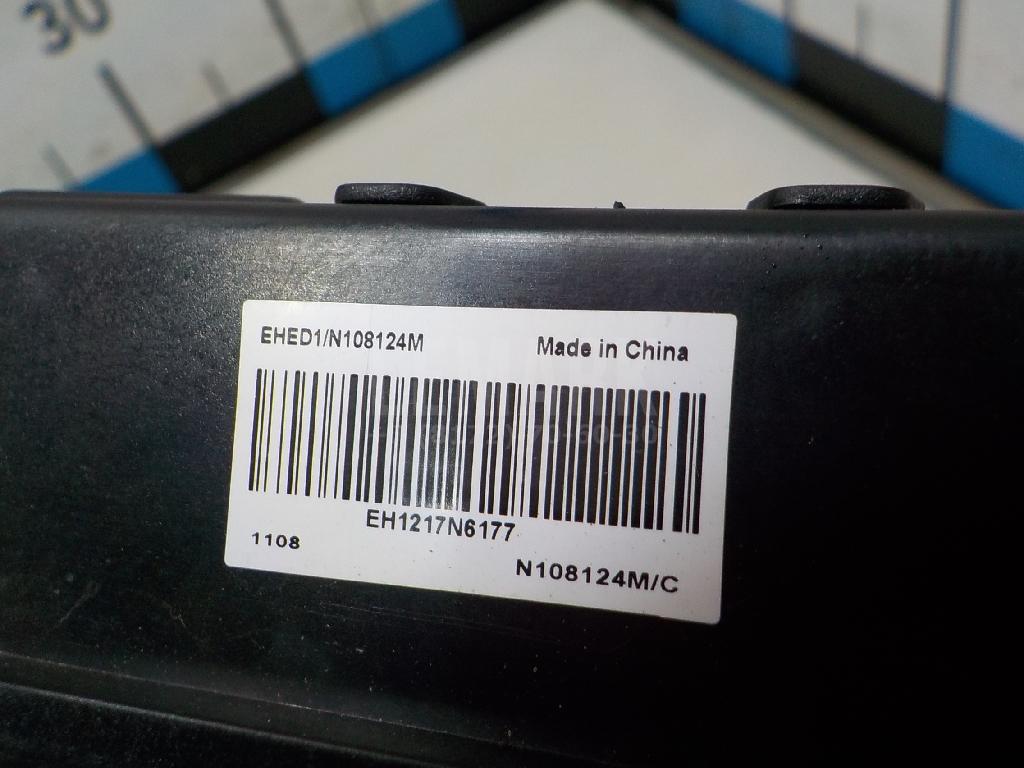 30
EHED1/N108124M
Made in China
EH1217N6177
1108
N108124M/C